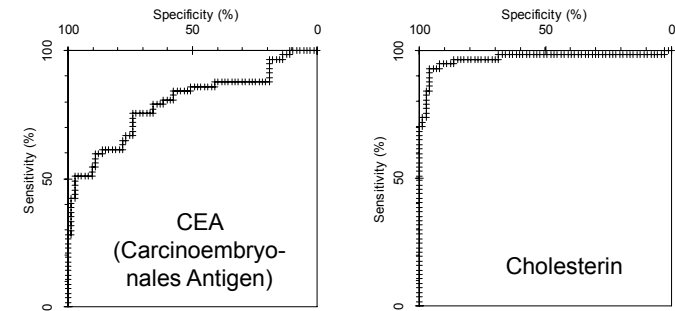 Specificity (%)
100 50 0
100
50
0
Sensitivity (%)
CEA
(Carcinoembryo-
nales Antigen)
Specificity (%)
100 50 0
100
50
0
Sensitivity (%)
Cholesterin